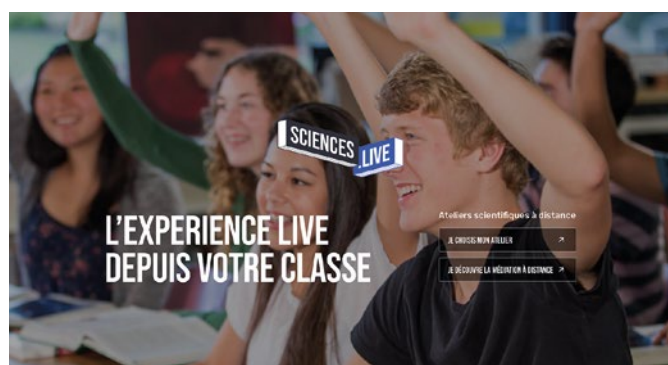 SCIENCES
.LIVE
L'EXPERIENCE LIVE
DEPUIS VOTRE CLASSE
Ateliers scientifiques à distance
JE CHOISIS MON ATELIER
JE DÉCOUVRE LA MÉDIATION À DISTANCE